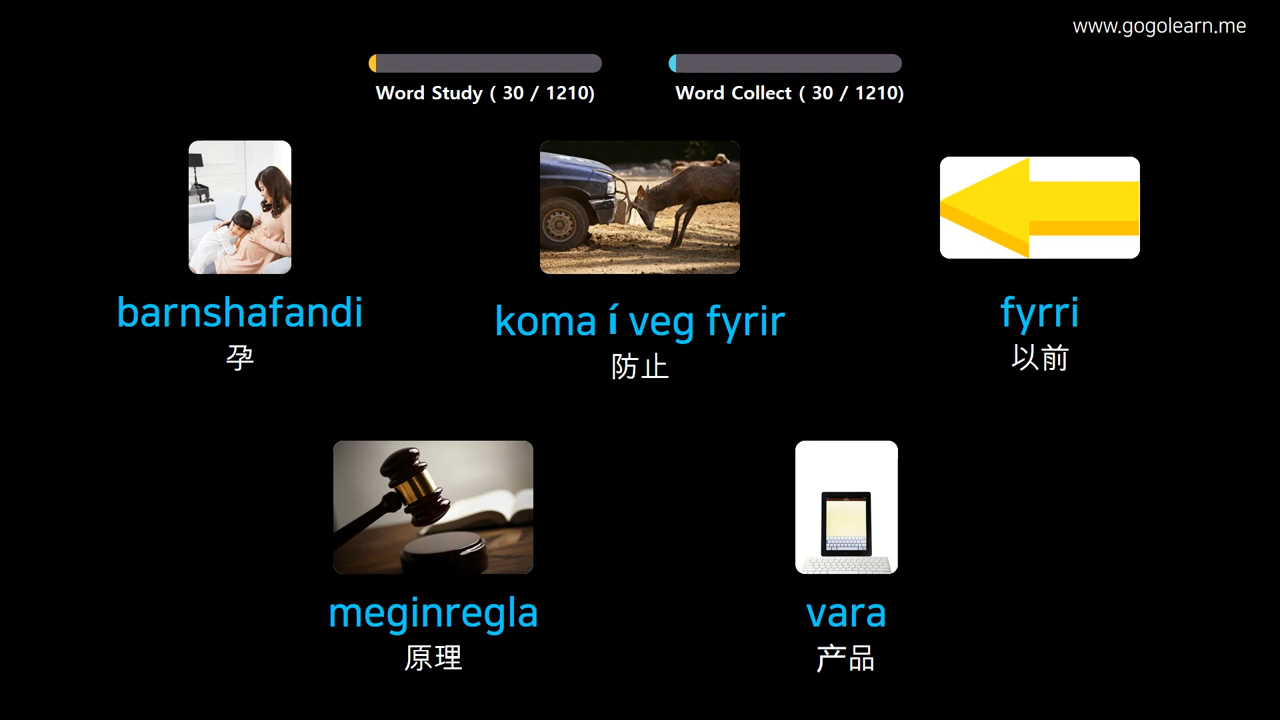 www.gogolearn.me
Word Study ( 30 / 1210)
Word Collect ( 30 / 1210)
barnshafandi
孕
koma í veg fyrir
防止
fyrri
以前
meginregla
原理
vara
产品